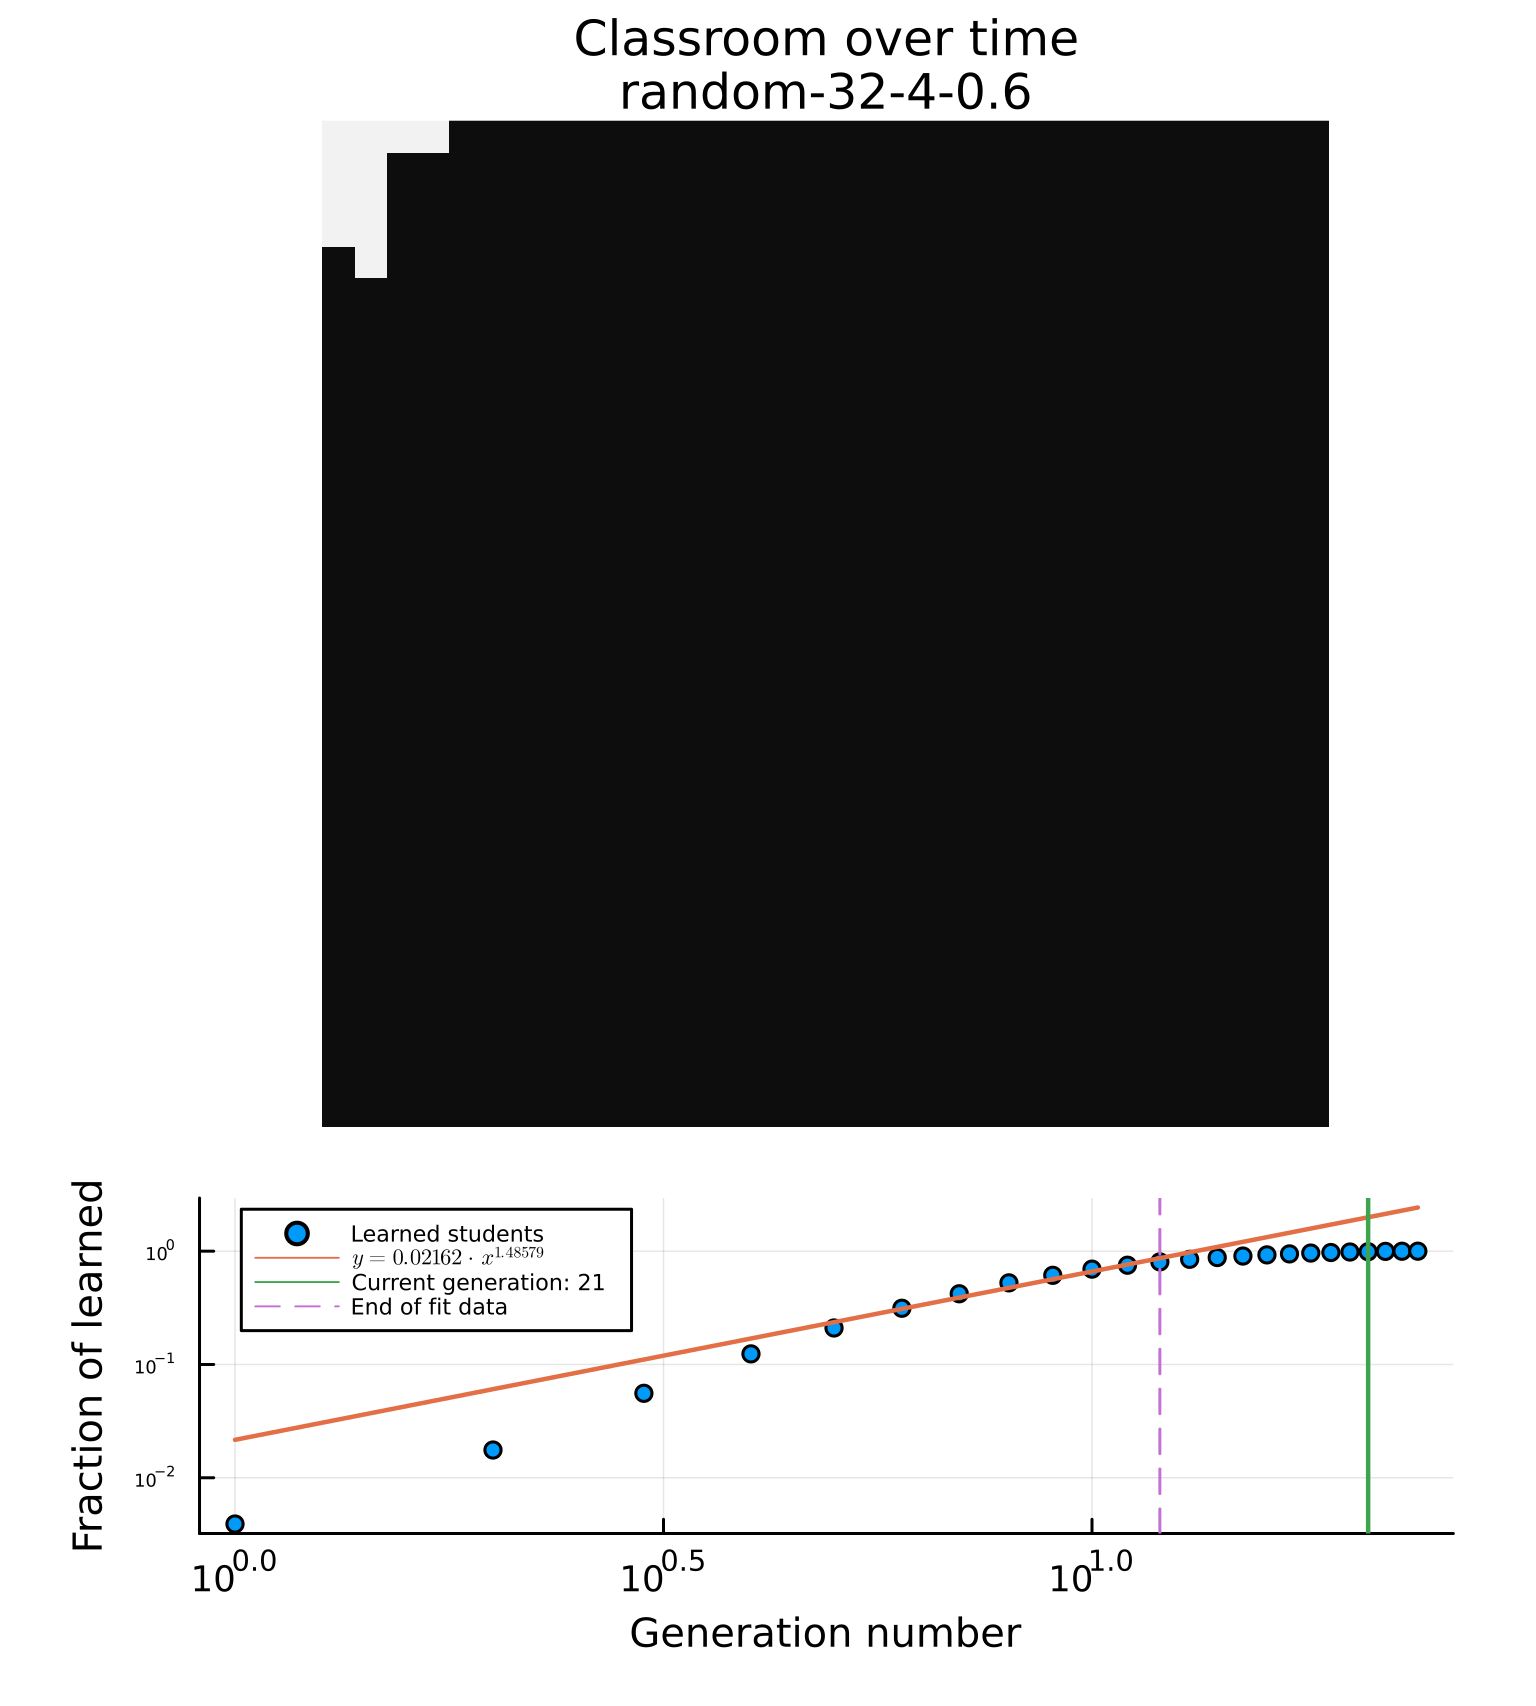 Classroom over time
random-32-4-0.6
Fraction of learned
10⁰
10⁻¹
10⁻²
Learned students
y = 0.02162 · x^1.48579
Current generation: 21
End of fit data
10^0.0 10^0.5 10^1.0
Generation number